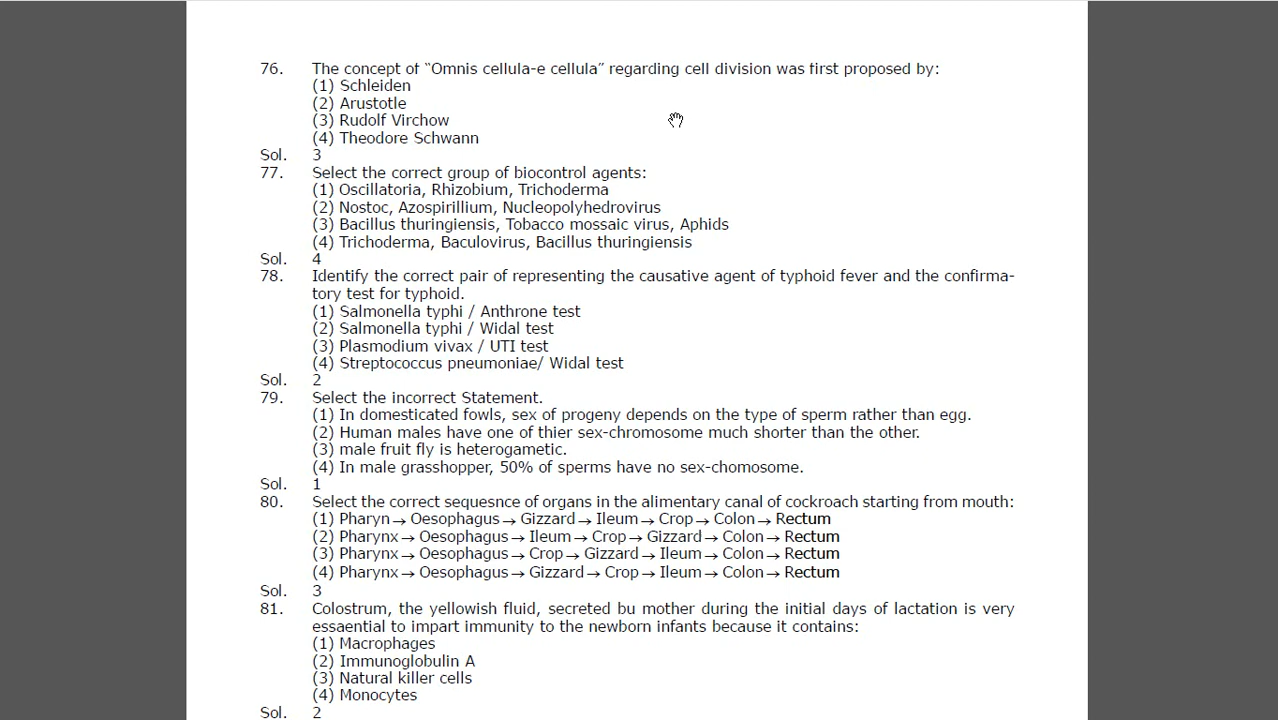 76. The concept of “Omnis cellula-e cellula” regarding cell division was first proposed by:
(1) Schleiden
(2) Arustotle
(3) Rudolf Virchow
(4) Theodore Schwann
Sol. 3
77. Select the correct group of biocontrol agents:
(1) Oscillatoria, Rhizobium, Trichoderma
(2) Nostoc, Azospirillium, Nucleopolyhedrovirus
(3) Bacillus thuringiensis, Tobacco mossaic virus, Aphids
(4) Trichoderma, Baculovirus, Bacillus thuringiensis
Sol. 4
78. Identify the correct pair of representing the causative agent of typhoid fever and the confirma-
tory test for typhoid.
(1) Salmonella typhi / Anthrone test
(2) Salmonella typhi / Widal test
(3) Plasmodium vivax / UTI test
(4) Streptococcus pneumoniae/ Widal test
Sol. 2
79. Select the incorrect Statement.
(1) In domesticated fowls, sex of progeny depends on the type of sperm rather than egg.
(2) Human males have one of thier sex-chromosome much shorter than the other.
(3) male fruit fly is heterogametic.
(4) In male grasshopper, 50% of sperms have no sex-chomosome.
Sol. 1
80. Select the correct sequesnce of organs in the alimentary canal of cockroach starting from mouth:
(1) Pharyn→Oesophagus→Gizzard→Ileum→Crop→Colon→Rectum
(2) Pharynx→Oesophagus→Ileum→Crop→Gizzard→Colon→Rectum
(3) Pharynx→Oesophagus→Crop→Gizzard→Ileum→Colon→Rectum
(4) Pharynx→Oesophagus→Gizzard→Crop→Ileum→Colon→Rectum
Sol. 3
81. Colostrum, the yellowish fluid, secreted bu mother during the initial days of lactation is very
essaential to impart immunity to the newborn infants because it contains:
(1) Macrophages
(2) Immunoglobulin A
(3) Natural killer cells
(4) Monocytes
Sol. 2